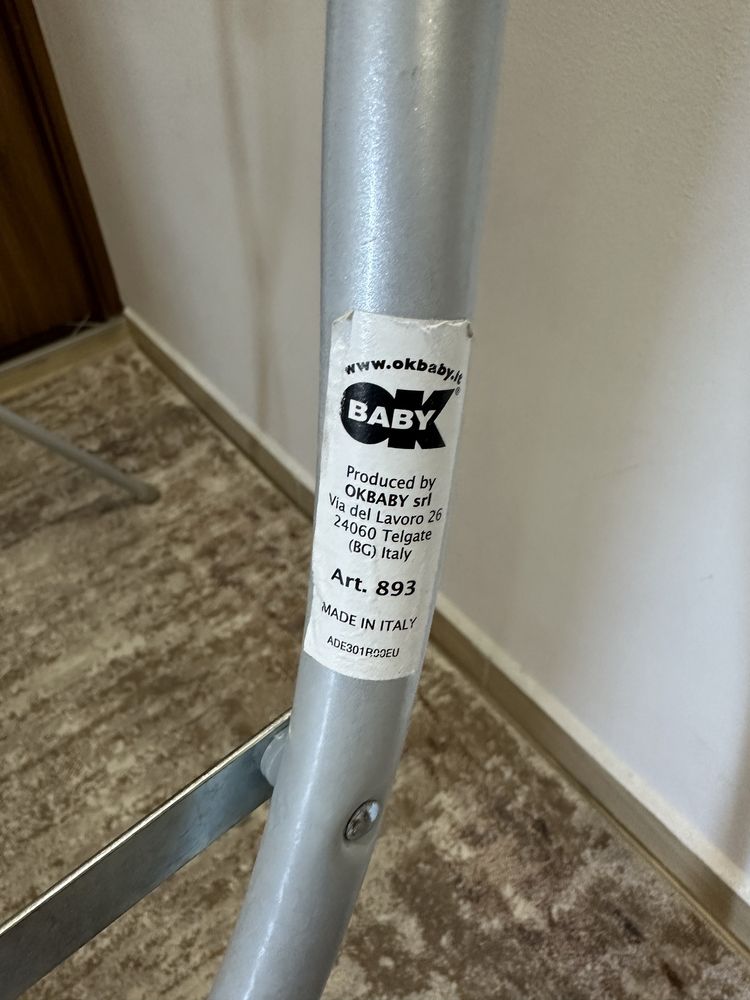 www.okbaby.it
OK BABY®
Produced by
OKBABY srl
Via del Lavoro 26
24060 Telgate
(BG) Italy
Art. 893
MADE IN ITALY
ADE301R00EU